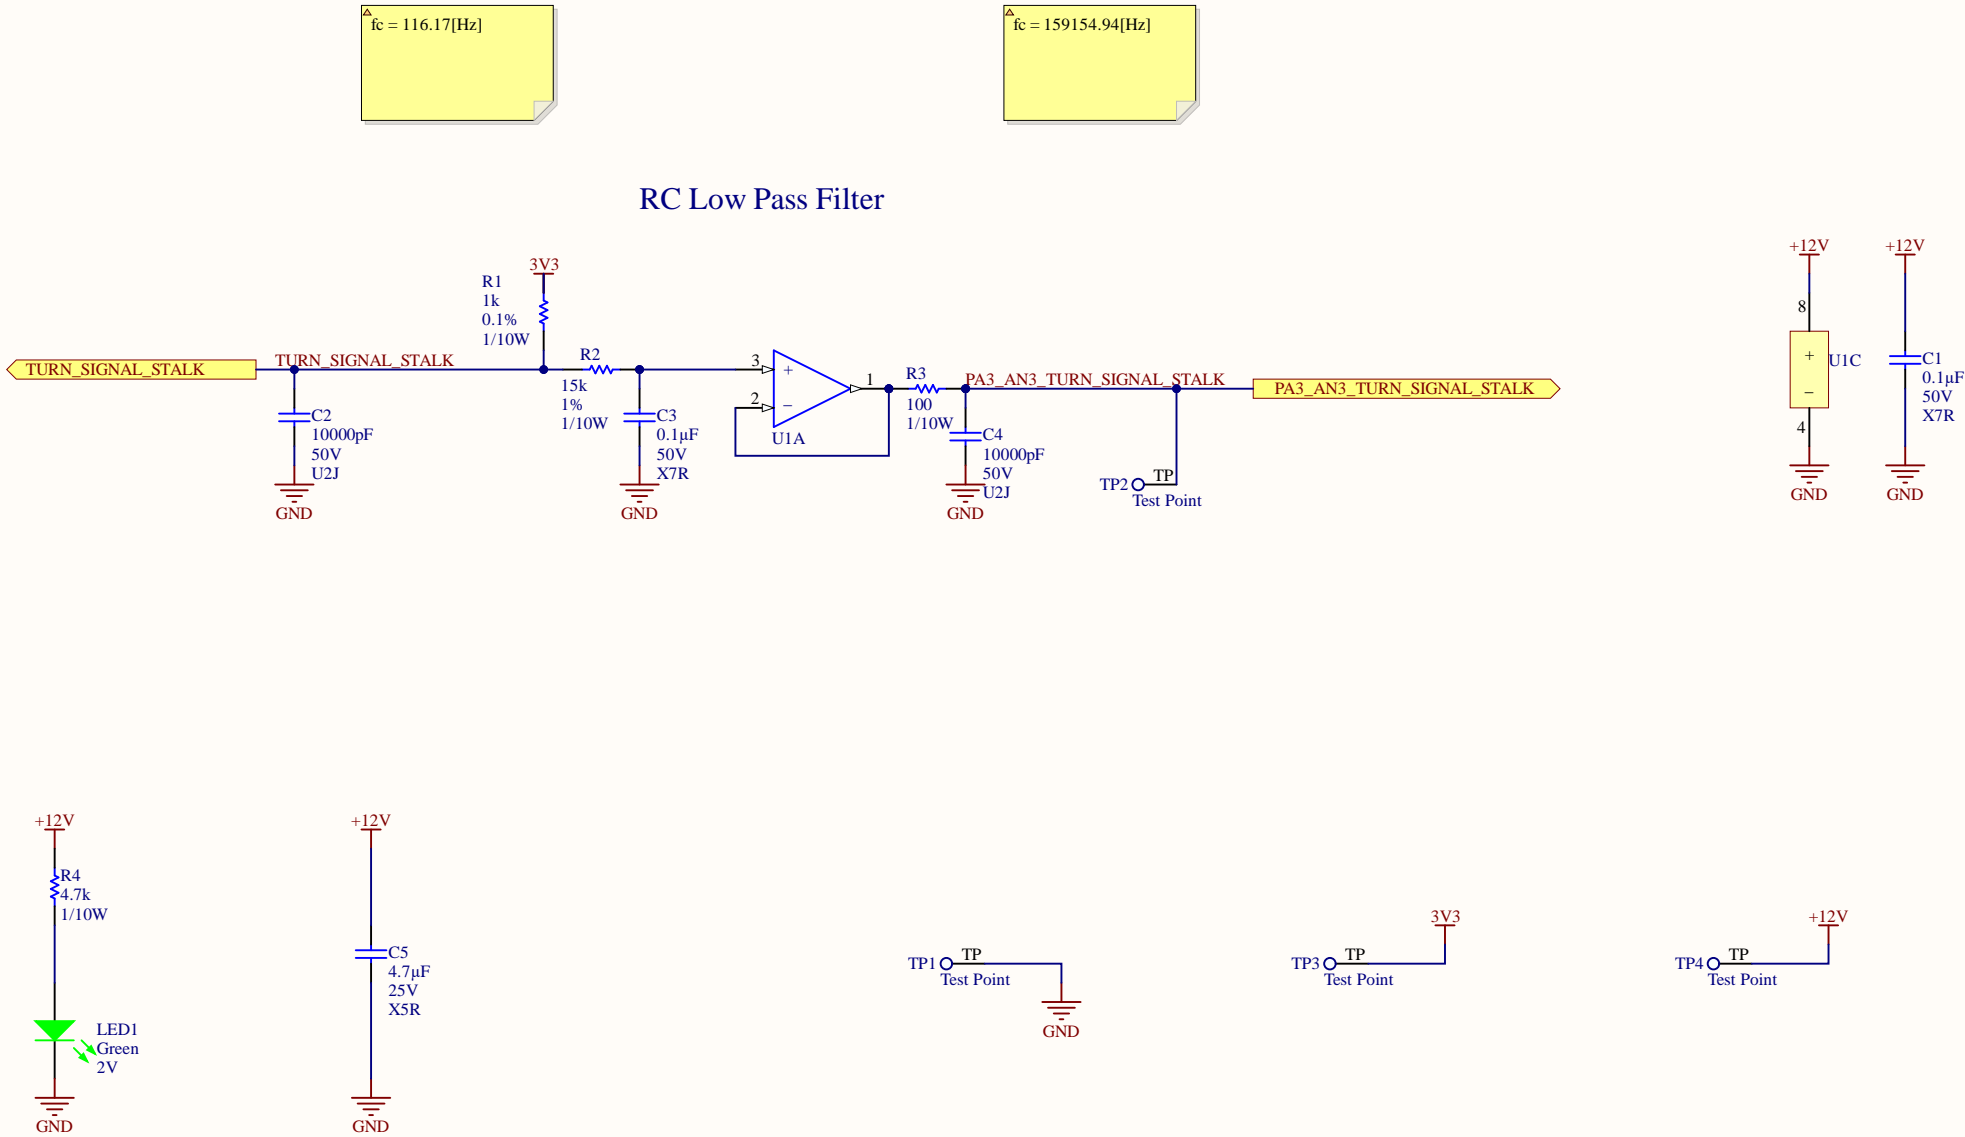 fc = 116.17[Hz]
fc = 159154.94[Hz]
RC Low Pass Filter
TURN_SIGNAL_STALK
TURN_SIGNAL_STALK
C2
10000pF
50V
U2J
GND
3V3
R1
1k
0.1%
1/10W
R2
15k
1%
1/10W
C3
0.1µF
50V
X7R
GND
3
+
2
−
1
U1A
R3
100
1/10W
C4
10000pF
50V
U2J
GND
PA3_AN3_TURN_SIGNAL_STALK
PA3_AN3_TURN_SIGNAL_STALK
TP2
TP
Test Point
+12V
8
+
−
U1C
4
GND
+12V
C1
0.1µF
50V
X7R
GND
+12V
R4
4.7k
1/10W
LED1
Green
2V
GND
+12V
C5
4.7µF
25V
X5R
GND
TP1
TP
Test Point
GND
3V3
TP3
TP
Test Point
+12V
TP4
TP
Test Point